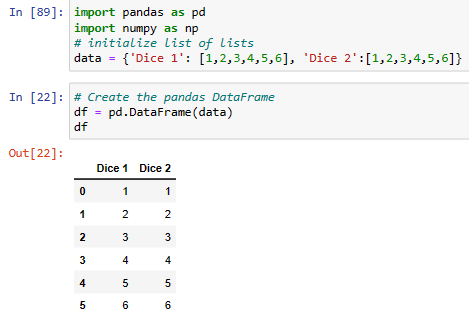 In [89]: import pandas as pd
import numpy as np
# initialize list of lists
data = {'Dice 1': [1,2,3,4,5,6], 'Dice 2':[1,2,3,4,5,6]}
In [22]: # Create the pandas DataFrame
df = pd.DataFrame(data)
df
Out[22]:
Dice 1 Dice 2
0 1 1
1 2 2
2 3 3
3 4 4
4 5 5
5 6 6